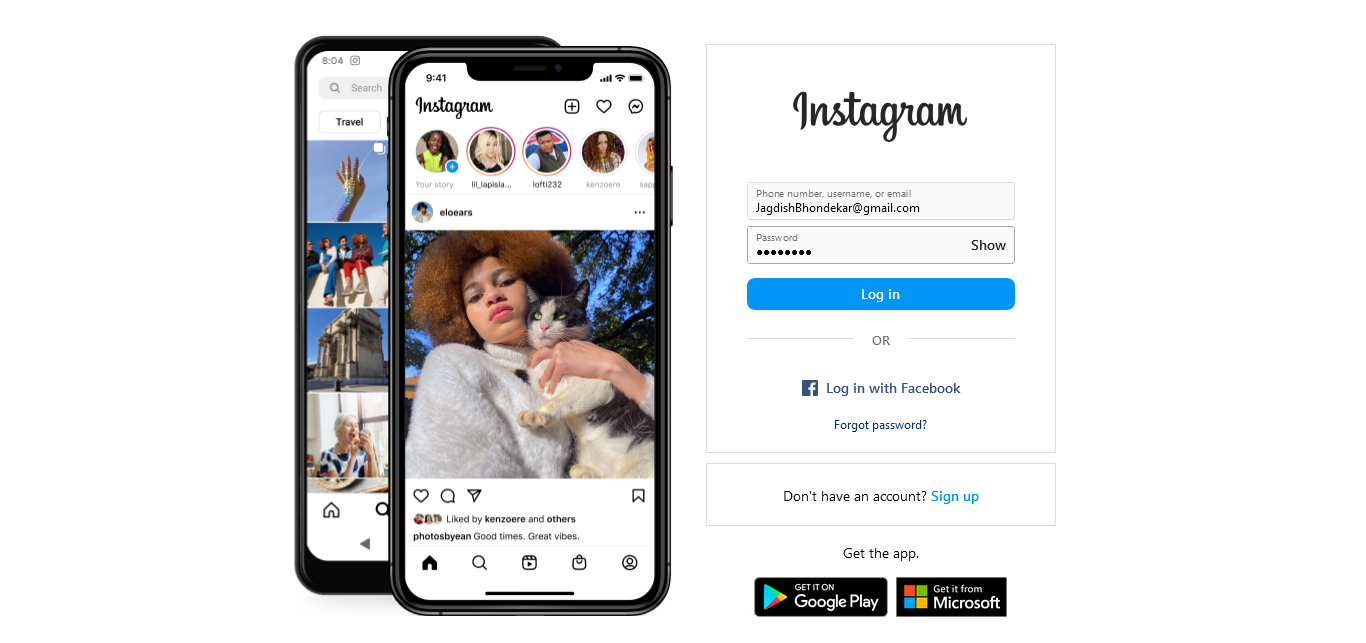 8:04
Search
Travel
9:41
Instagram
Your story
lil_lapisla...
lofti232
kenzoere
sapp
eloears
Liked by kenzoere and others
photosbyean Good times. Great vibes.
Instagram
Phone number, username, or email
JagdishBhondekar@gmail.com
Password
●●●●●●●●
Show
Log in
OR
Log in with Facebook
Forgot password?
Don't have an account? Sign up
Get the app.
GET IT ON
Google Play
Get it from
Microsoft